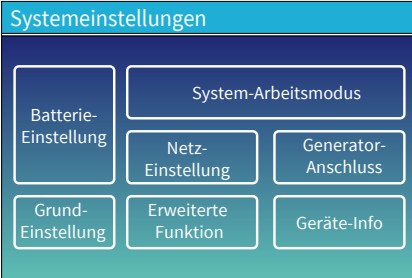 Systemeinstellungen
Batterie-
Einstellung
System-Arbeitsmodus
Netz-
Einstellung
Generator-
Anschluss
Grund-
Einstellung
Erweiterte
Funktion
Geräte-Info